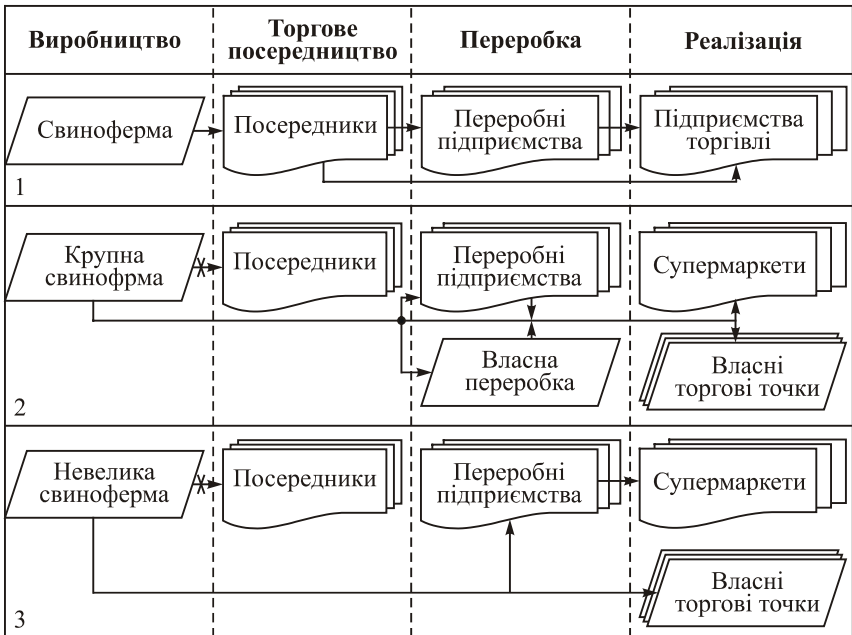 Виробництво
Торгове
посередництво
Переробка
Реалізація
Свиноферма
Посередники
Переробні
підприємства
Підприємства
торгівлі
1
Крупна
свинофрма
Посередники
Переробні
підприємства
Супермаркети
Власна
переробка
Власні
торгові точки
2
Невелика
свиноферма
Посередники
Переробні
підприємства
Супермаркети
Власні
торгові точки
3